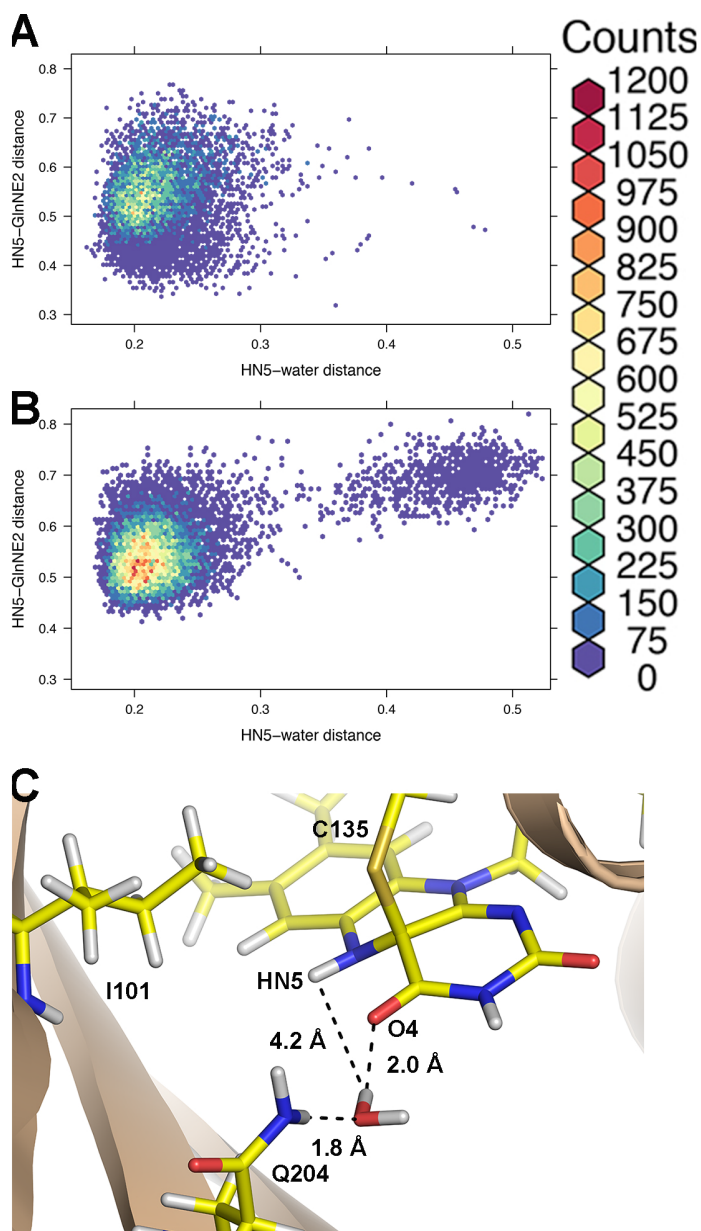 A
HN5−GlnNE2 distance
0.8
0.7
0.6
0.5
0.4
0.3
0.2 0.3 0.4 0.5
HN5−water distance
B
HN5−GlnNE2 distance
0.8
0.7
0.6
0.5
0.4
0.3
0.2 0.3 0.4 0.5
HN5−water distance
Counts
1200
1125
1050
975
900
825
750
675
600
525
450
375
300
225
150
75
0
C
C135
I101
HN5
O4
4.2 Å
2.0 Å
1.8 Å
Q204